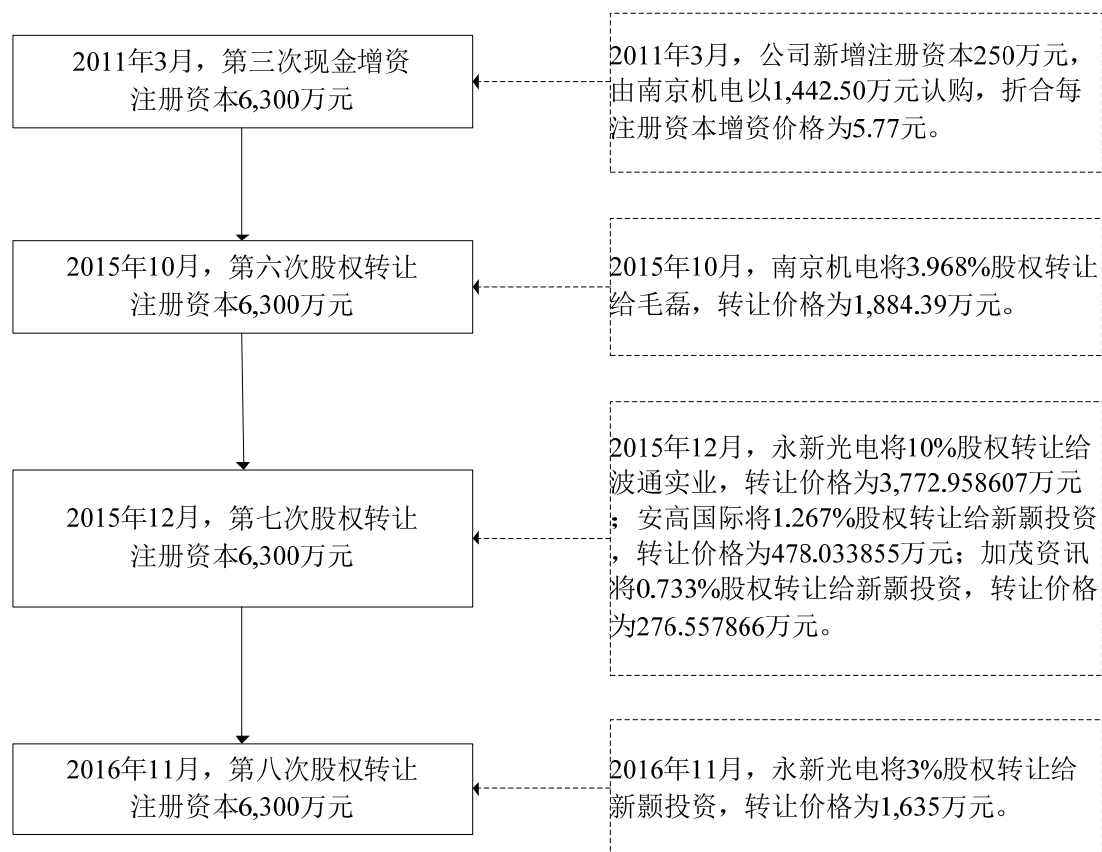 2011年3月，第三次现金增资
注册资本6,300万元
2011年3月，公司新增注册资本250万元，
由南京机电以1,442.50万元认购，折合每
注册资本增资价格为5.77元。
2015年10月，第六次股权转让
注册资本6,300万元
2015年10月，南京机电将3.968%股权转让
给毛磊，转让价格为1,884.39万元。
2015年12月，第七次股权转让
注册资本6,300万元
2015年12月，永新光电将10%股权转让给
波通实业，转让价格为3,772.958607万元
；安高国际将1.267%股权转让给新颢投资
，转让价格为478.033855万元；加茂资讯
将0.733%股权转让给新颢投资，转让价格
为276.557866万元。
2016年11月，第八次股权转让
注册资本6,300万元
2016年11月，永新光电将3%股权转让给
新颢投资，转让价格为1,635万元。